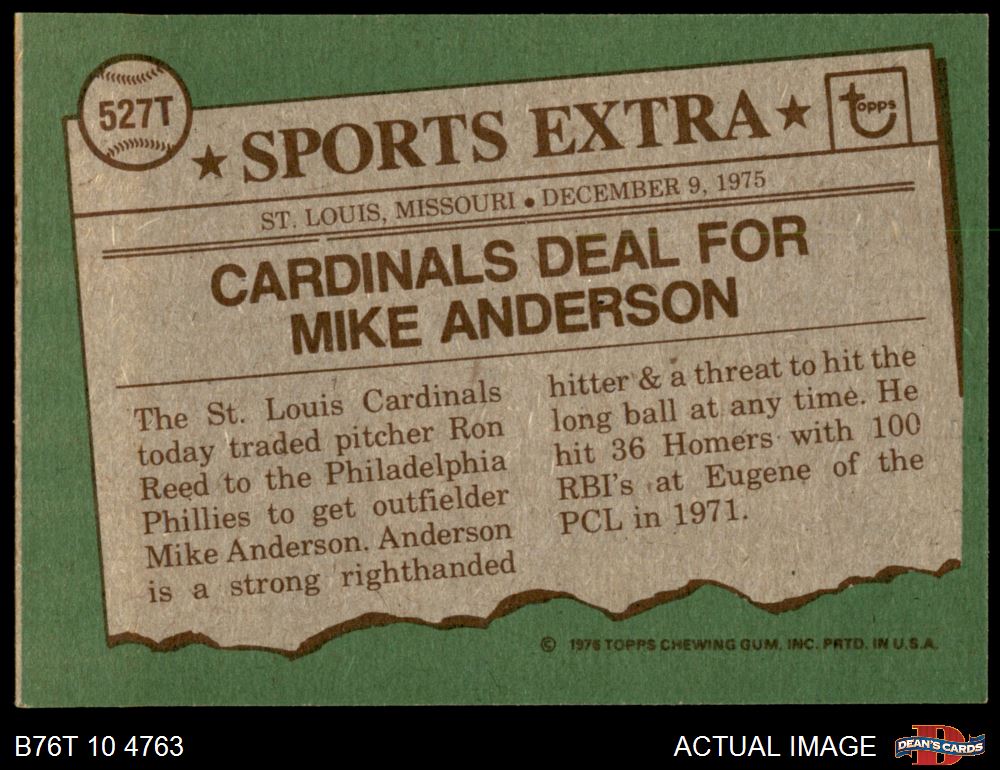 527T
★ SPORTS EXTRA ★
topps
ST. LOUIS, MISSOURI ● DECEMBER 9, 1975
CARDINALS DEAL FOR
MIKE ANDERSON
The St. Louis Cardinals
today traded pitcher Ron
Reed to the Philadelphia
Phillies to get outfielder
Mike Anderson. Anderson
is a strong righthanded
hitter & a threat to hit the
long ball at any time. He
hit 36 Homers with 100
RBI's at Eugene of the
PCL in 1971.
© 1976 TOPPS CHEWING GUM, INC. PRTD. IN U.S.A.
B76T 10 4763
ACTUAL IMAGE
D
DEAN'S CARDS